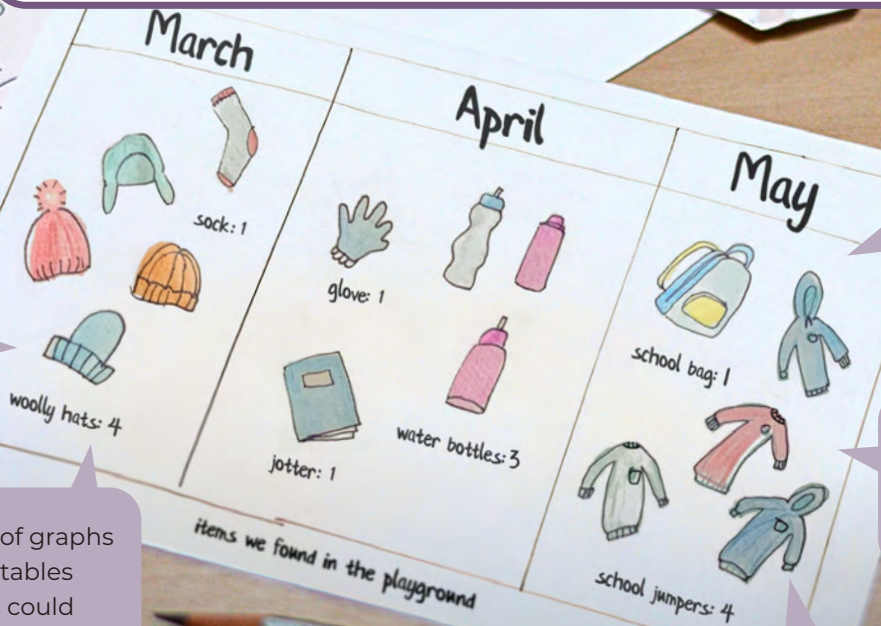 March
sock: 1
woolly hats: 4
April
glove: 1
jotter: 1
water bottles: 3
May
school bag: 1
school jumpers: 4
items we found in the playground
of graphs
tables
could